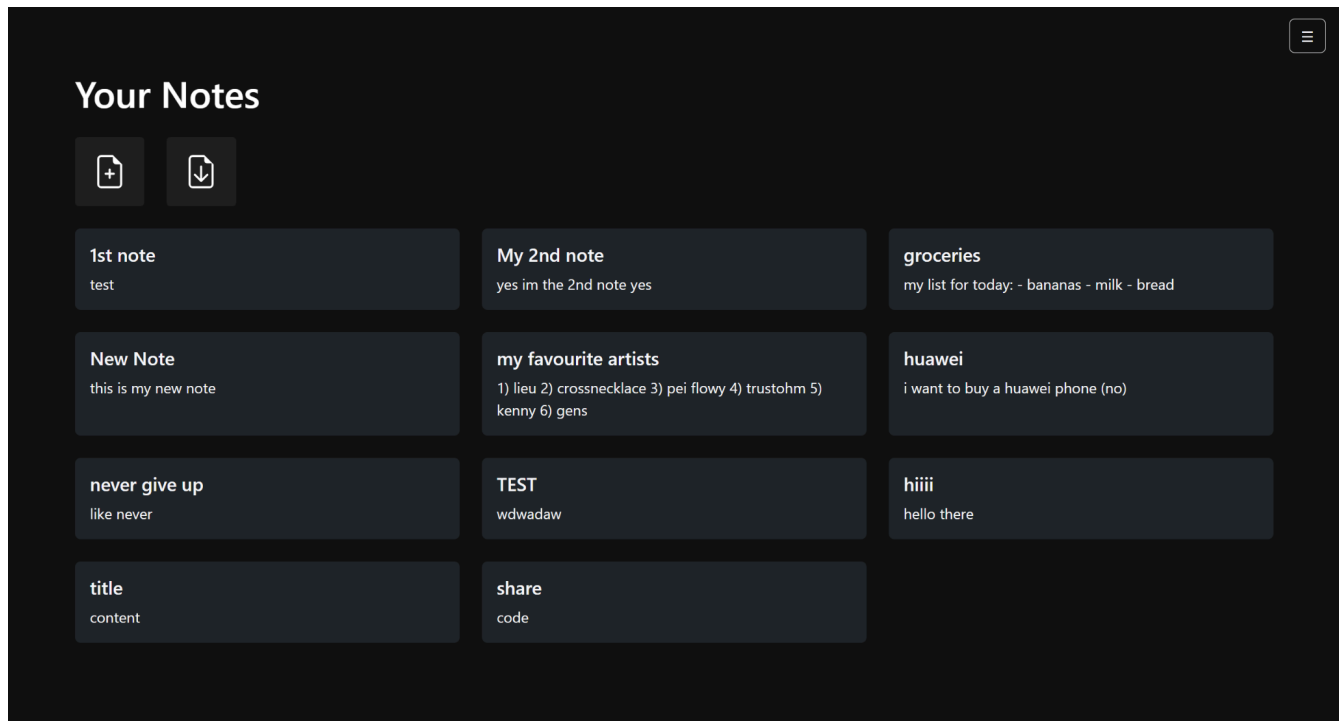 Your Notes
1st note
test
My 2nd note
yes im the 2nd note yes
groceries
my list for today: - bananas - milk - bread
New Note
this is my new note
my favourite artists
1) lieu 2) crossnecklace 3) pei flowy 4) trustohm 5)
kenny 6) gens
huawei
i want to buy a huawei phone (no)
never give up
like never
TEST
wdwadaw
hiiii
hello there
title
content
share
code